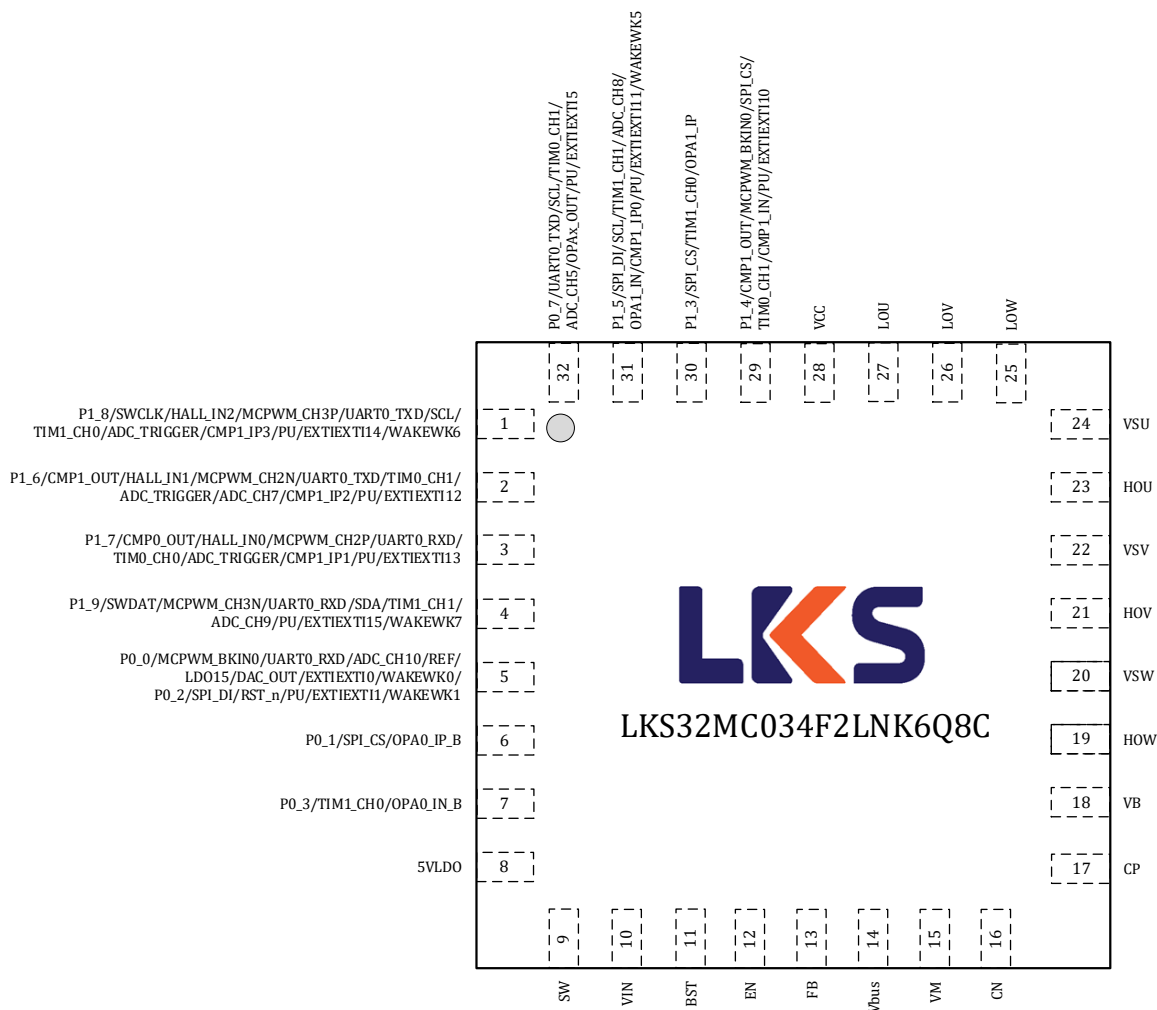 P0_7/UART0_TXD/SCL/TIM0_CH1/
ADC_CH5/OPAx_OUT/PU/EXTIEXTI5
P1_5/SPI_DI/SCL/TIM1_CH1/ADC_CH8/
OPA1_IN/CMP1_IP0/PU/EXTIEXTI11/WAKEWK5
P1_3/SPI_CS/TIM1_CH0/OPA1_IP
P1_4/CMP1_OUT/MCPWM_BKIN0/SPI_CS/
TIM0_CH1/CMP1_IN/PU/EXTIEXTI10
VCC
LOU
LOV
LOW
32
31
30
29
28
27
26
25
P1_8/SWCLK/HALL_IN2/MCPWM_CH3P/UART0_TXD/SCL/
TIM1_CH0/ADC_TRIGGER/CMP1_IP3/PU/EXTIEXTI14/WAKEWK6
1
P1_6/CMP1_OUT/HALL_IN1/MCPWM_CH2N/UART0_TXD/TIM0_CH1/
ADC_TRIGGER/ADC_CH7/CMP1_IP2/PU/EXTIEXTI12
2
P1_7/CMP0_OUT/HALL_IN0/MCPWM_CH2P/UART0_RXD/
TIM0_CH0/ADC_TRIGGER/CMP1_IP1/PU/EXTIEXTI13
3
P1_9/SWDAT/MCPWM_CH3N/UART0_RXD/SDA/TIM1_CH1/
ADC_CH9/PU/EXTIEXTI15/WAKEWK7
4
P0_0/MCPWM_BKIN0/UART0_RXD/ADC_CH10/REF/
LDO15/DAC_OUT/EXTIEXTI0/WAKEWK0/
P0_2/SPI_DI/RST_n/PU/EXTIEXTI1/WAKEWK1
5
P0_1/SPI_CS/OPA0_IP_B
6
P0_3/TIM1_CH0/OPA0_IN_B
7
5VLDO
8
LKS
LKS32MC034F2LNK6Q8C
24 VSU
23 HOU
22 VSV
21 HOV
20 VSW
19 HOW
18 VB
17 CP
9
10
11
12
13
14
15
16
SW
VIN
BST
EN
FB
Vbus
VM
CN